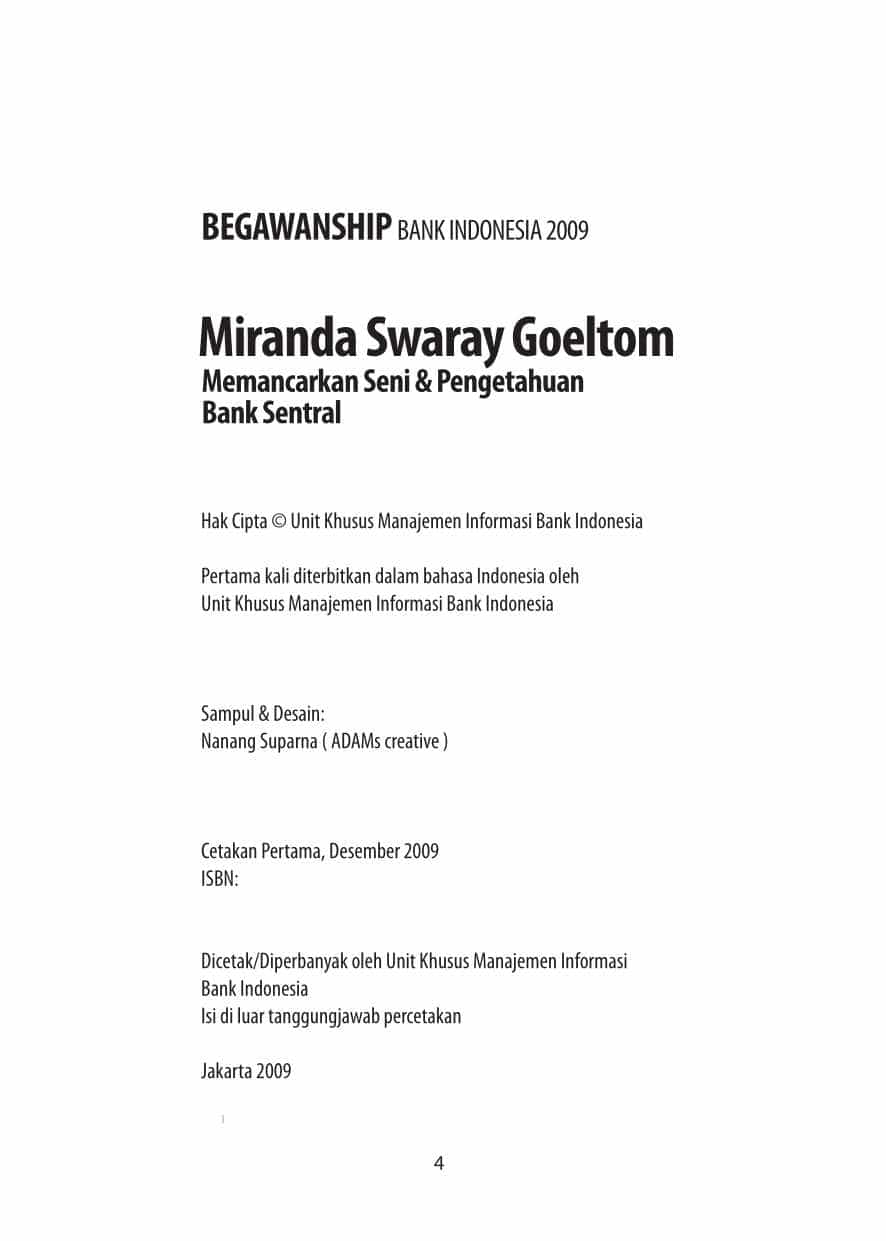 BEGAWANSHIP BANK INDONESIA 2009
Miranda Swaray Goeltom
Memancarkan Seni & Pengetahuan
Bank Sentral
Hak Cipta © Unit Khusus Manajemen Informasi Bank Indonesia
Pertama kali diterbitkan dalam bahasa Indonesia oleh
Unit Khusus Manajemen Informasi Bank Indonesia
Sampul & Desain:
Nanang Suparna ( ADAMs creative )
Cetakan Pertama, Desember 2009
ISBN:
Dicetak/Diperbanyak oleh Unit Khusus Manajemen Informasi
Bank Indonesia
Isi di luar tanggungjawab percetakan
Jakarta 2009
4